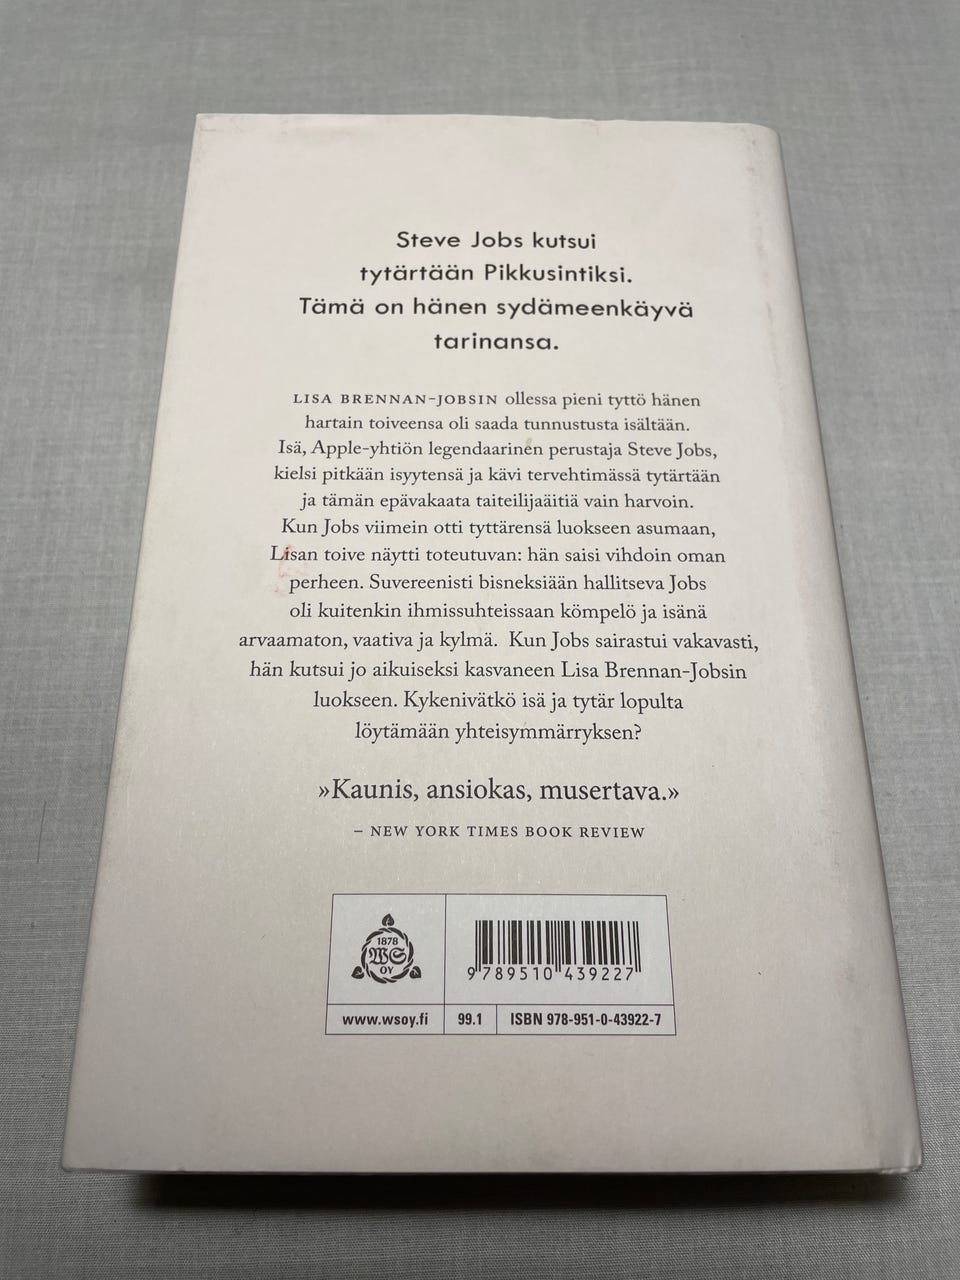 Steve Jobs kutsui
tytärtään Pikkusintiksi.
Tämä on hänen sydämeenkäyvä
tarinansa.
LISA BRENNAN-JOBSIN ollessa pieni tyttö hänen
hartain toiveensa oli saada tunnustusta isältään.
Isä, Apple-yhtiön legendaarinen perustaja Steve Jobs,
kielsi pitkään isyytensä ja kävi tervehtimässä tytärtään
ja tämän epävakaata taiteilijaäitiä vain harvoin.
Kun Jobs viimein otti tyttärensä luokseen asumaan,
Lisan toive näytti toteutuvan: hän saisi vihdoin oman
perheen. Suvereenisti bisneksiään hallitseva Jobs
oli kuitenkin ihmissuhteissaan kömpelö ja isänä
arvaamaton, vaativa ja kylmä. Kun Jobs sairastui vakavasti,
hän kutsui jo aikuiseksi kasvaneen Lisa Brennan-Jobsin
luokseen. Kykenivätkö isä ja tytär lopulta
löytämään yhteisymmärryksen?
»Kaunis, ansiokas, musertava.»
– NEW YORK TIMES BOOK REVIEW
1878
WS
OY
9 789510 439227
www.wsoy.fi 99.1 ISBN 978-951-0-43922-7